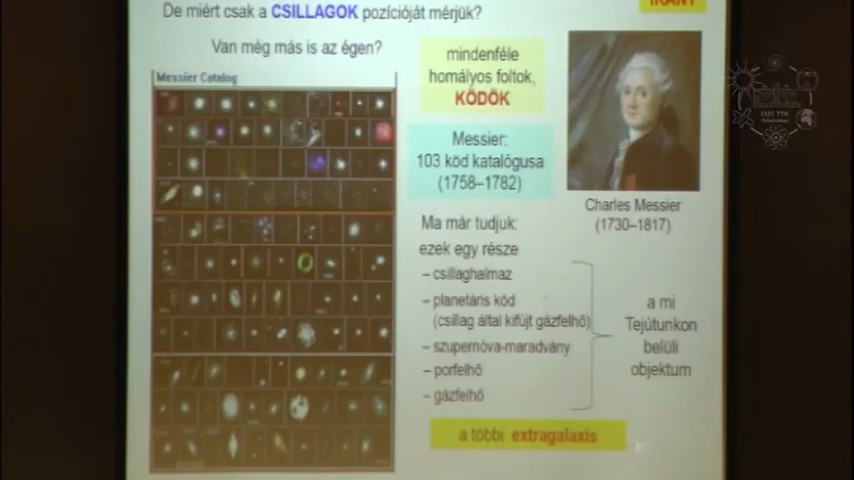 IRÁNY
De miért csak a CSILLAGOK pozícióját mérjük?
Van még más is az égen?
Messier Catalog
mindenféle
homályos foltok,
KÖDÖK
Messier:
103 köd katalógusa
(1758–1782)
Charles Messier
(1730–1817)
Ma már tudjuk:
ezek egy része
– csillaghalmaz
– planetáris köd
(csillag által kifújt gázfelhő)
– szupernóva-maradvány
– porfelhő
– gázfelhő
a mi
Tejútunkon
belüli
objektum
a többi: extragalaxis